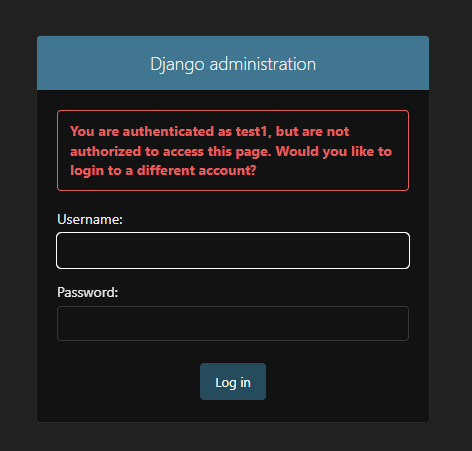 Django administration
You are authenticated as test1, but are not
authorized to access this page. Would you like to
login to a different account?
Username:
Password:
Log in